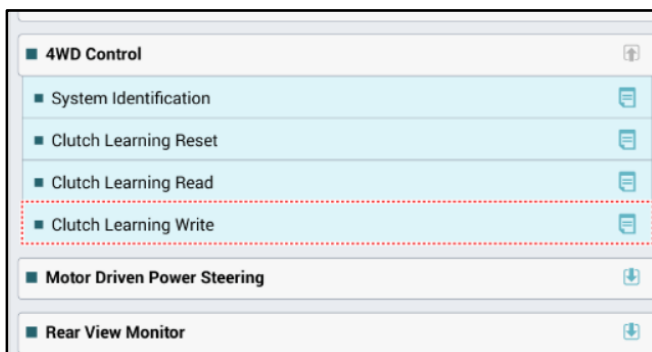 4WD Control
System Identification
Clutch Learning Reset
Clutch Learning Read
Clutch Learning Write
Motor Driven Power Steering
Rear View Monitor